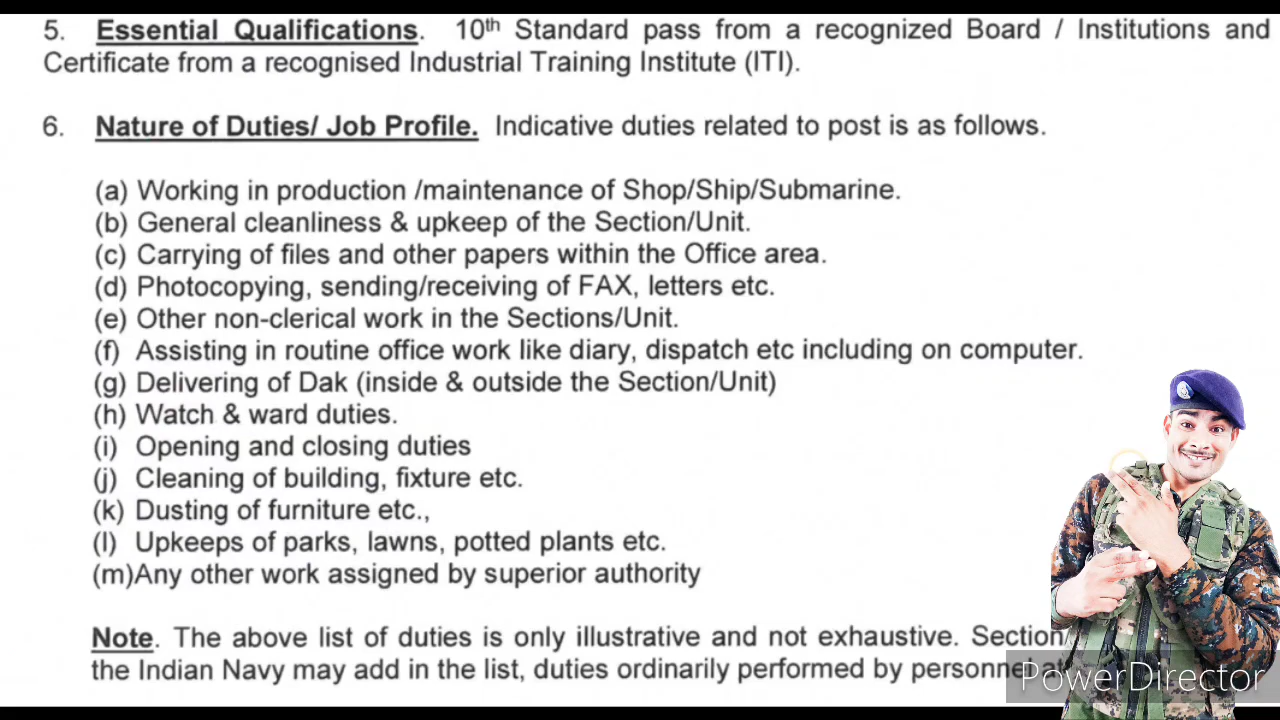 5. Essential Qualifications. 10th Standard pass from a recognized Board / Institutions and
Certificate from a recognised Industrial Training Institute (ITI).
6. Nature of Duties/ Job Profile. Indicative duties related to post is as follows.
(a) Working in production /maintenance of Shop/Ship/Submarine.
(b) General cleanliness & upkeep of the Section/Unit.
(c) Carrying of files and other papers within the Office area.
(d) Photocopying, sending/receiving of FAX, letters etc.
(e) Other non-clerical work in the Sections/Unit.
(f) Assisting in routine office work like diary, dispatch etc including on computer.
(g) Delivering of Dak (inside & outside the Section/Unit)
(h) Watch & ward duties.
(i) Opening and closing duties
(j) Cleaning of building, fixture etc.
(k) Dusting of furniture etc.,
(l) Upkeeps of parks, lawns, potted plants etc.
(m)Any other work assigned by superior authority
Note. The above list of duties is only illustrative and not exhaustive. Section/
the Indian Navy may add in the list, duties ordinarily performed by personnel
PowerDirector